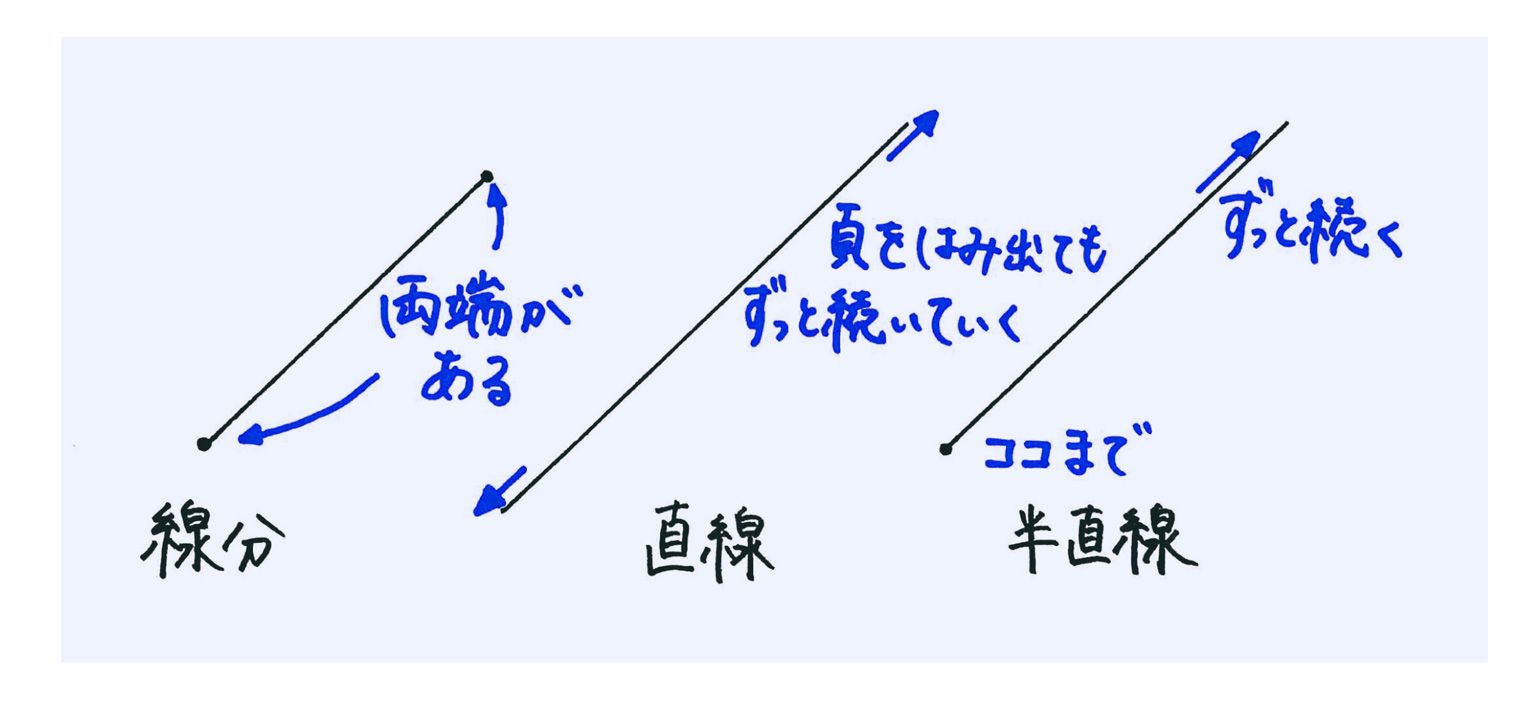 両端が
ある
線分
頁をはみ出ても
ずっと続いていく
直線
ずっと続く
ココまで
半直線